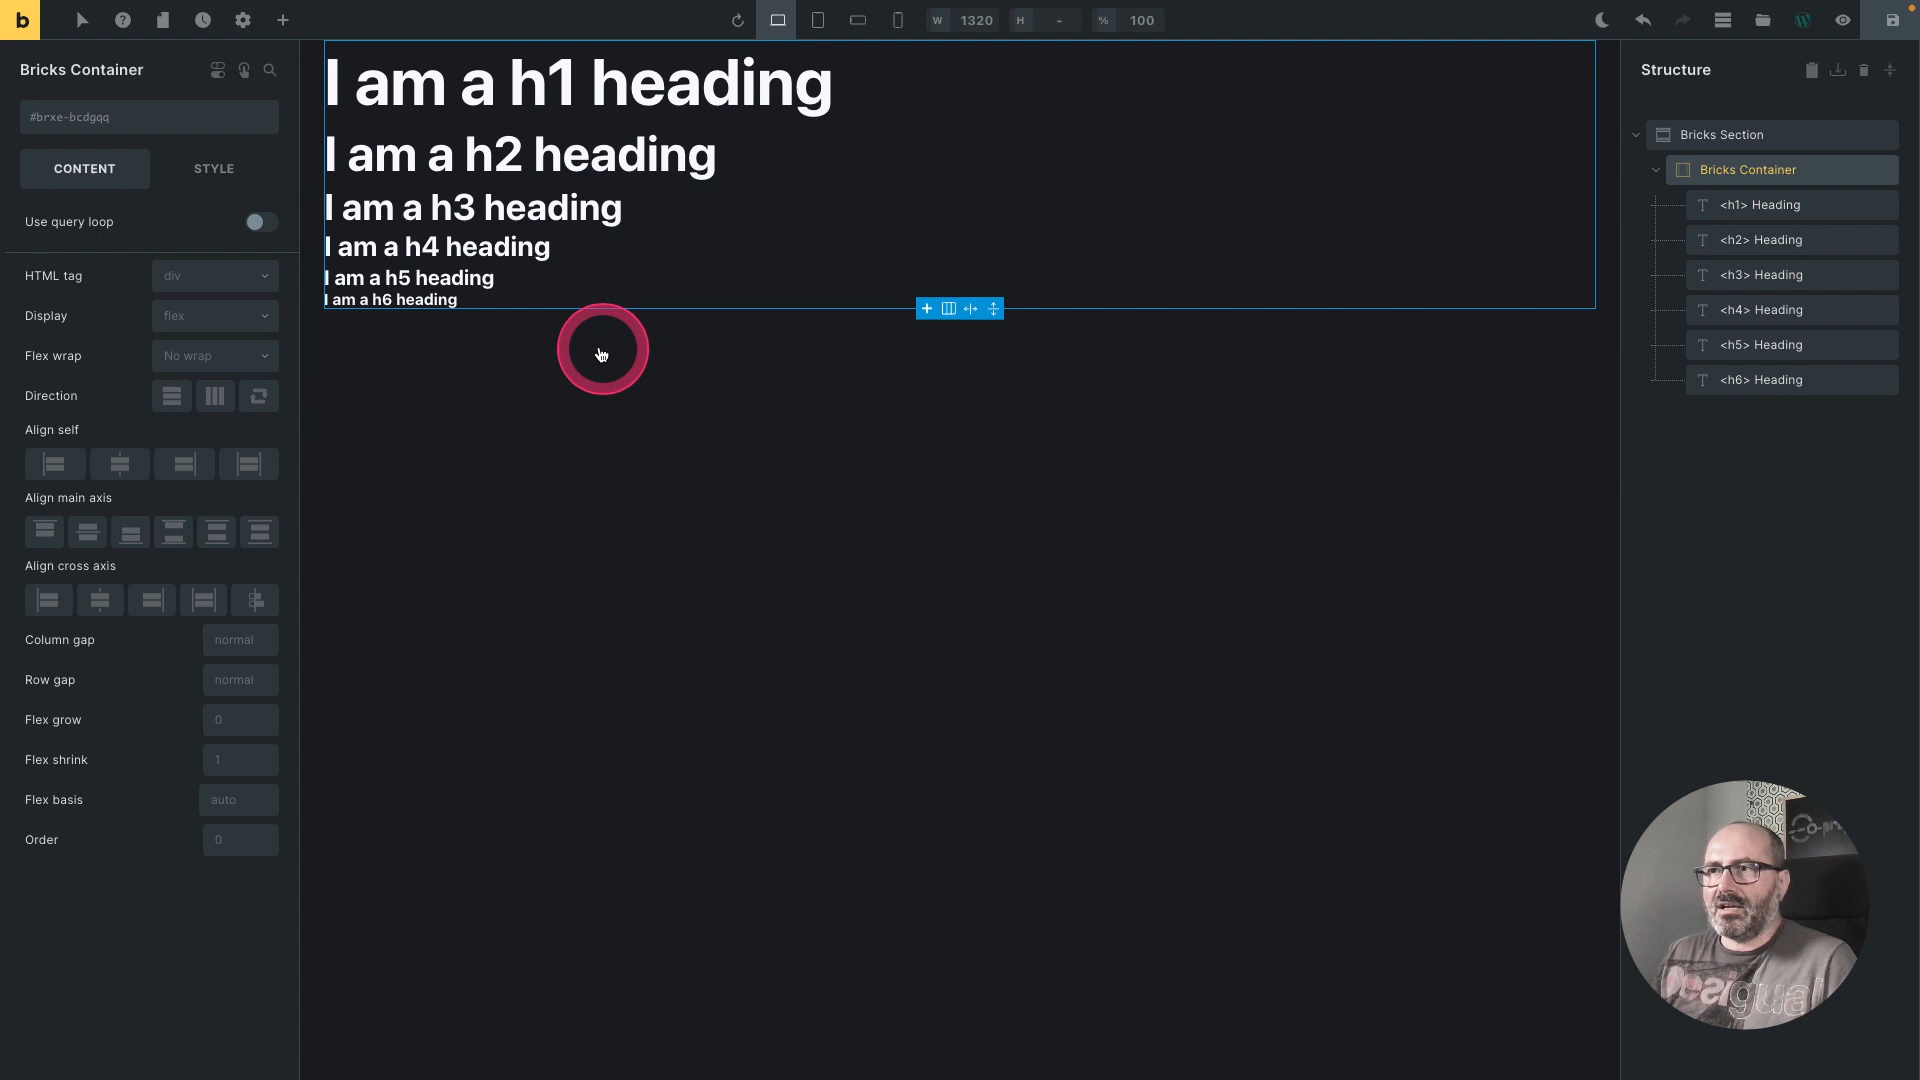 b
W 1320 H - % 100
Bricks Container
#brxe-bcdgqq
CONTENT STYLE
Use query loop
HTML tag div
Display flex
Flex wrap No wrap
Direction
Align self
Align main axis
Align cross axis
Column gap normal
Row gap normal
Flex grow 0
Flex shrink 1
Flex basis auto
Order 0
I am a h1 heading
I am a h2 heading
I am a h3 heading
I am a h4 heading
I am a h5 heading
I am a h6 heading
Structure
Bricks Section
Bricks Container
<h1> Heading
<h2> Heading
<h3> Heading
<h4> Heading
<h5> Heading
<h6> Heading